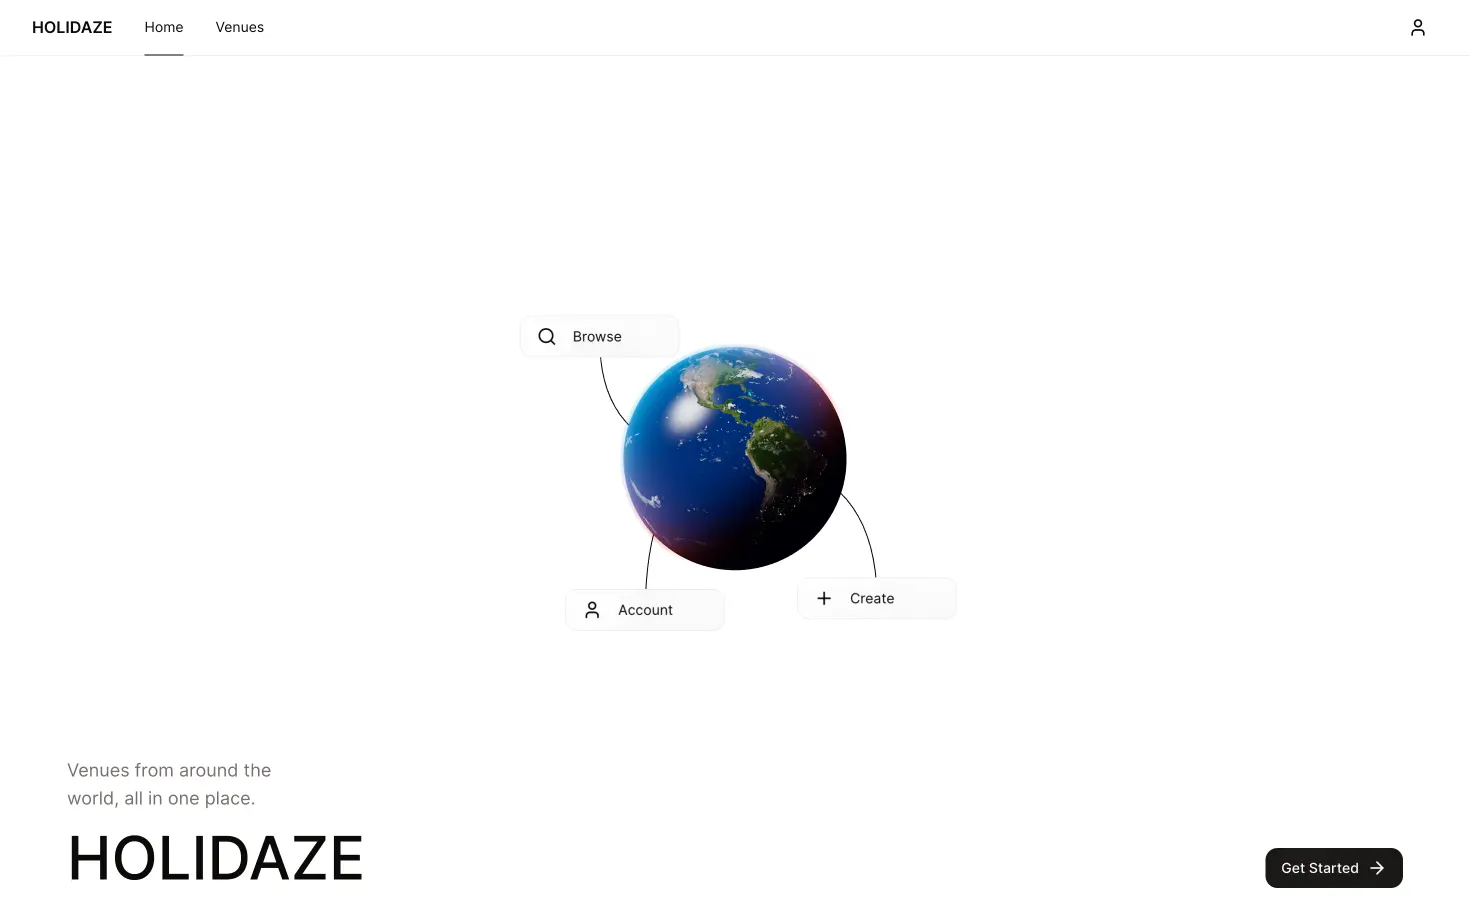 HOLIDAZE
Home
Venues
Browse
Account
Create
Venues from around the
world, all in one place.
HOLIDAZE
Get Started